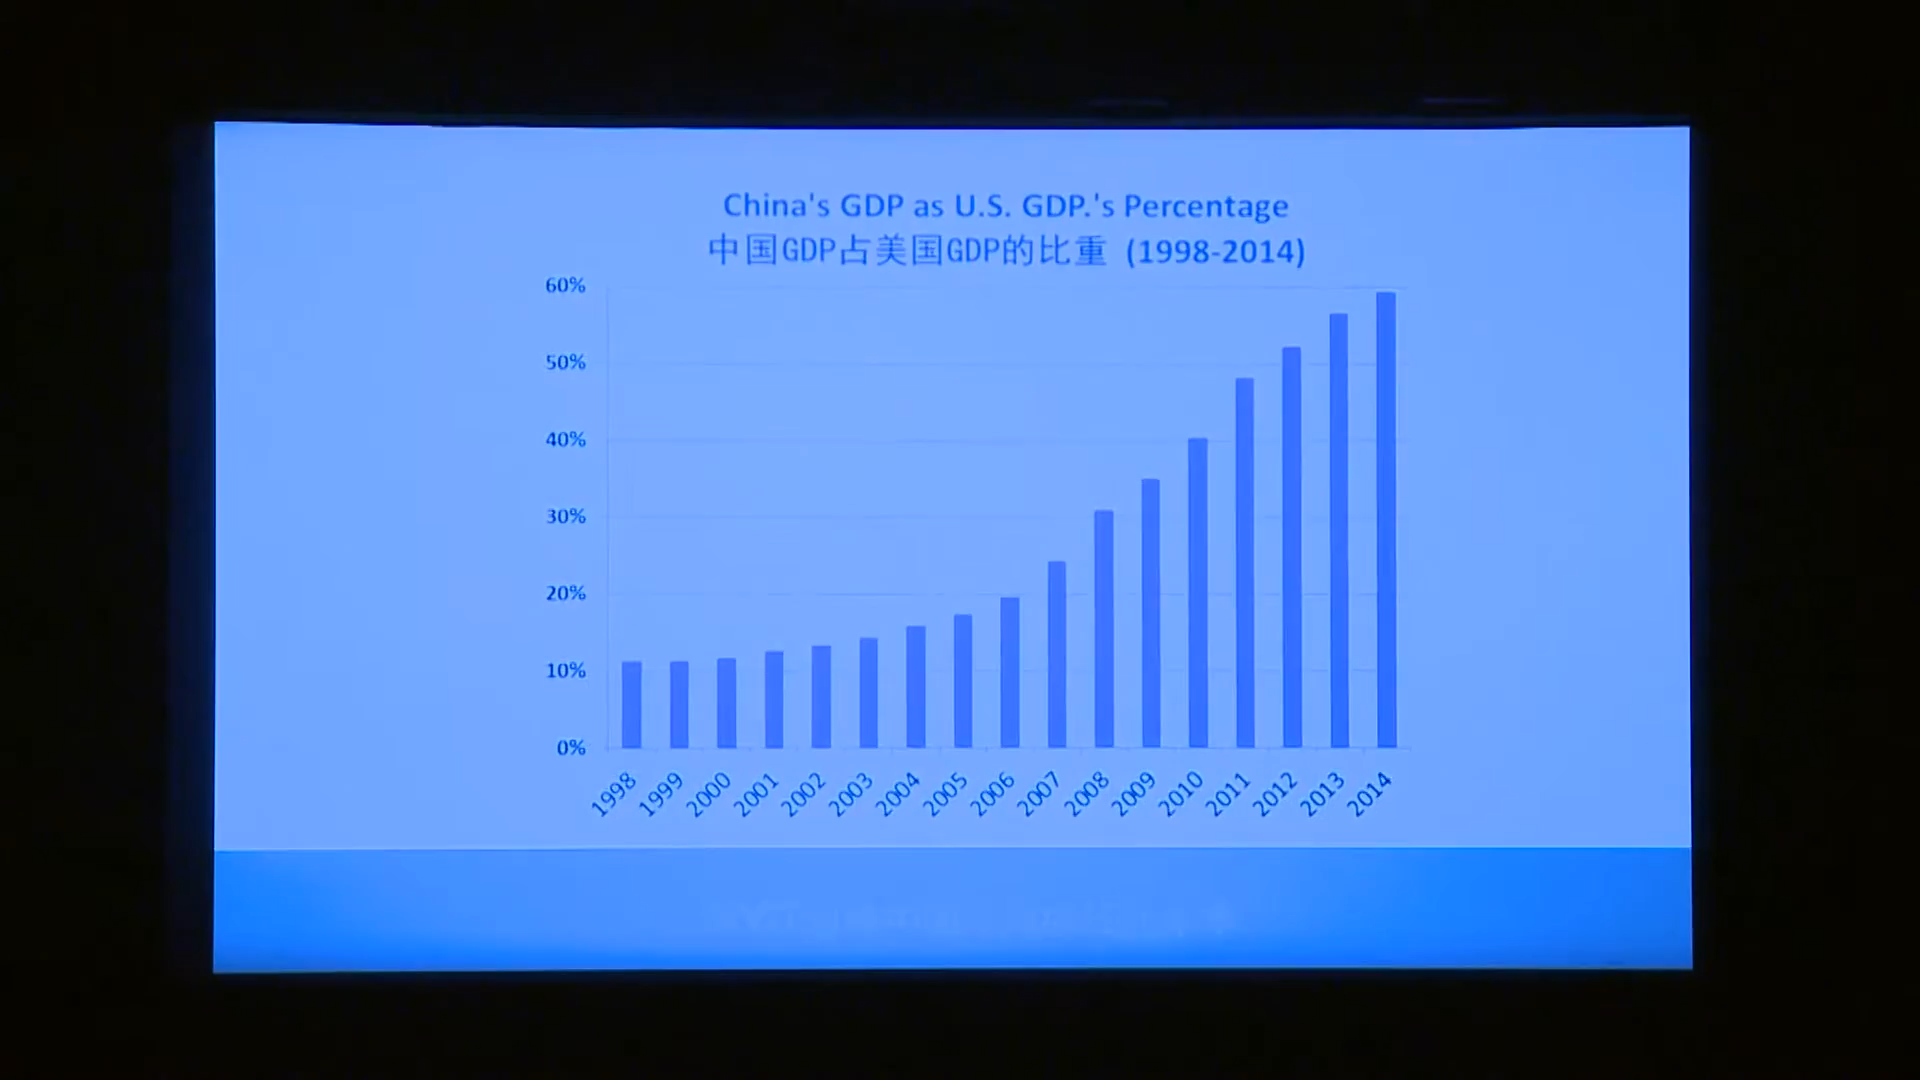 China's GDP as U.S. GDP.'s Percentage
中国GDP占美国GDP的比重 (1998-2014)
60%
50%
40%
30%
20%
10%
0%
1998 1999 2000 2001 2002 2003 2004 2005 2006 2007 2008 2009 2010 2011 2012 2013 2014